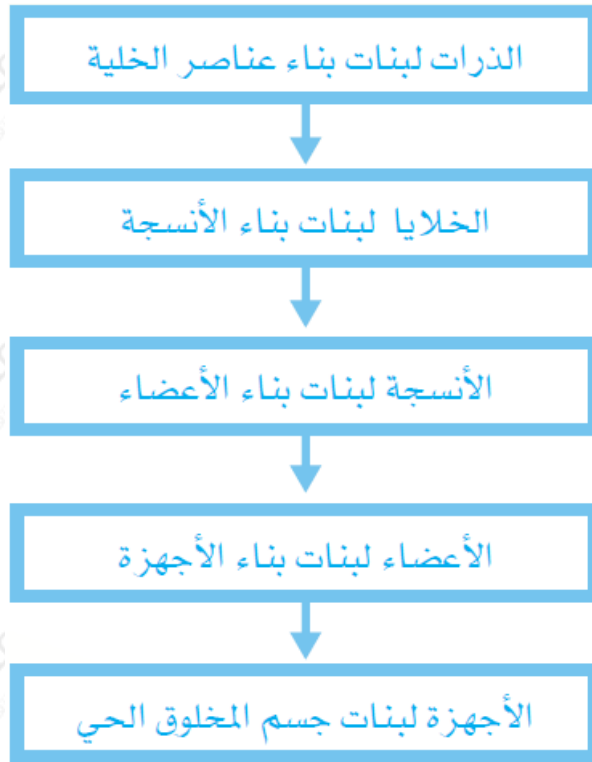 الذرات لبنات بناء عناصر الخلية
الخلايا لبنات بناء الأنسجة
الأنسجة لبنات بناء الأعضاء
الأعضاء لبنات بناء الأجهزة
الأجهزة لبنات جسم المخلوق الحي